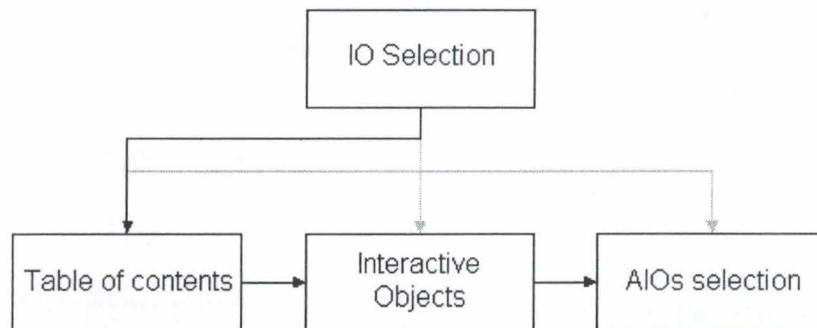 IO Selection
Table of contents
Interactive
Objects
AIOs selection